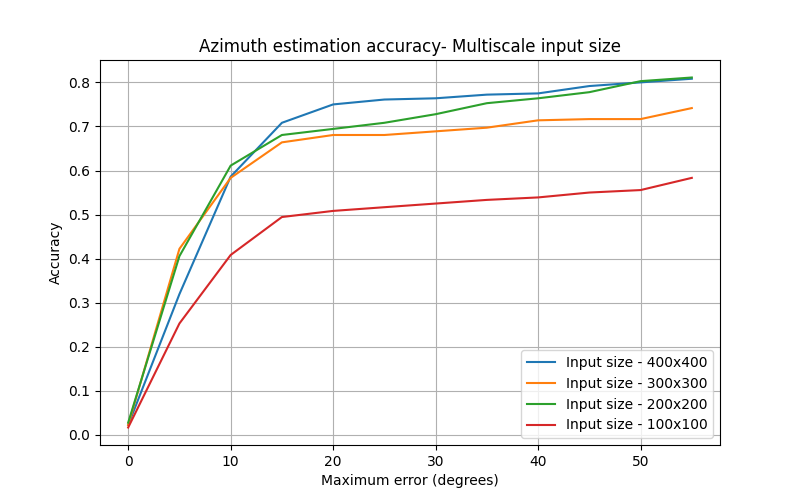 Azimuth estimation accuracy- Multiscale input size
Accuracy
0.8
0.7
0.6
0.5
0.4
0.3
0.2
0.1
0.0
0 10 20 30 40 50
Maximum error (degrees)
Input size - 400x400
Input size - 300x300
Input size - 200x200
Input size - 100x100